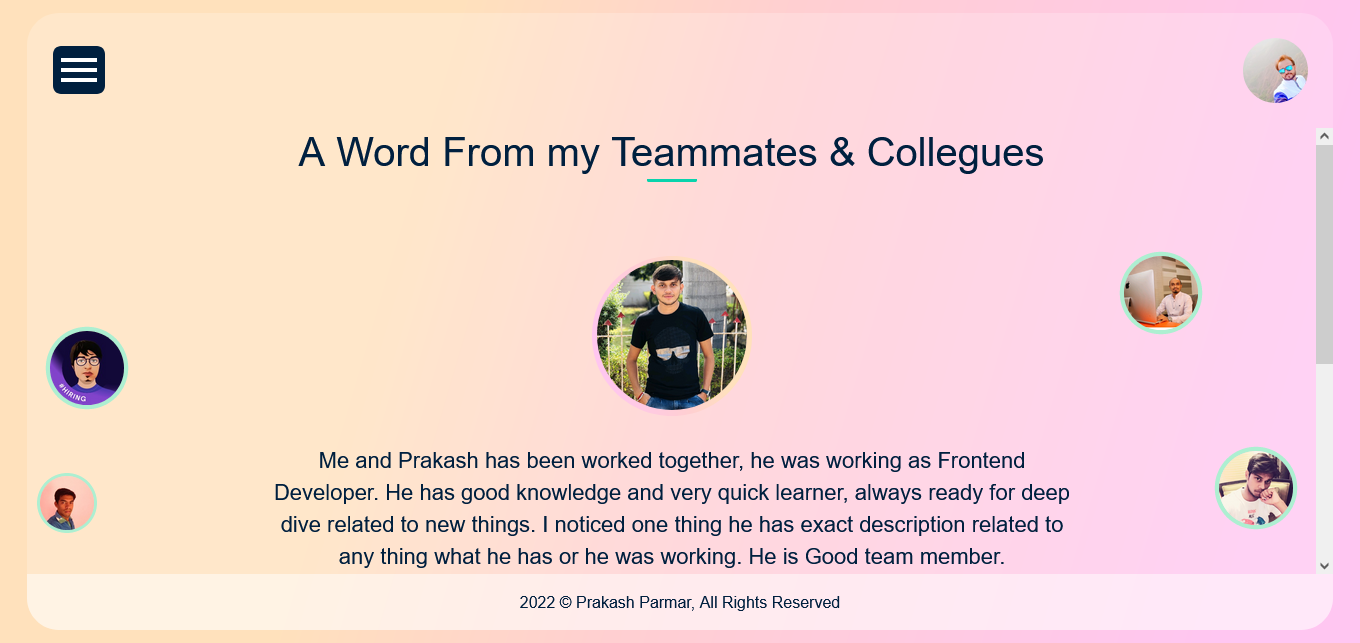 A Word From my Teammates & Collegues
#HIRING
Me and Prakash has been worked together, he was working as Frontend
Developer. He has good knowledge and very quick learner, always ready for deep
dive related to new things. I noticed one thing he has exact description related to
any thing what he has or he was working. He is Good team member.
2022 © Prakash Parmar, All Rights Reserved